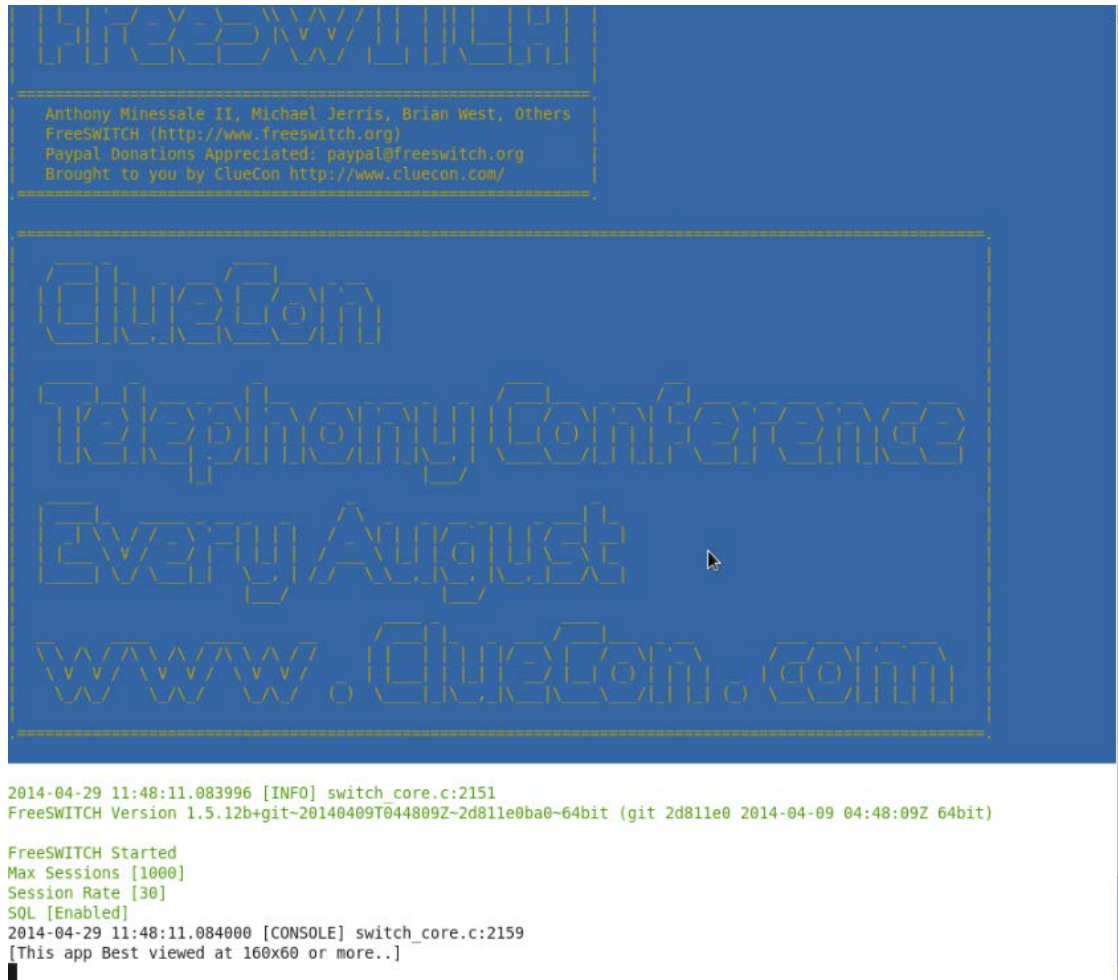 FreeSWITCH
Anthony Minessale II, Michael Jerris, Brian West, Others
FreeSWITCH (http://www.freeswitch.org)
Paypal Donations Appreciated: paypal@freeswitch.org
Brought to you by ClueCon http://www.cluecon.com/
ClueCon
Telephony Conference
Every August
www.ClueCon.com
2014-04-29 11:48:11.083996 [INFO] switch_core.c:2151
FreeSWITCH Version 1.5.12b+git~20140409T044809Z~2d811e0ba0~64bit (git 2d811e0 2014-04-09 04:48:09Z 64bit)
FreeSWITCH Started
Max Sessions [1000]
Session Rate [30]
SQL [Enabled]
2014-04-29 11:48:11.084000 [CONSOLE] switch_core.c:2159
[This app Best viewed at 160x60 or more..]